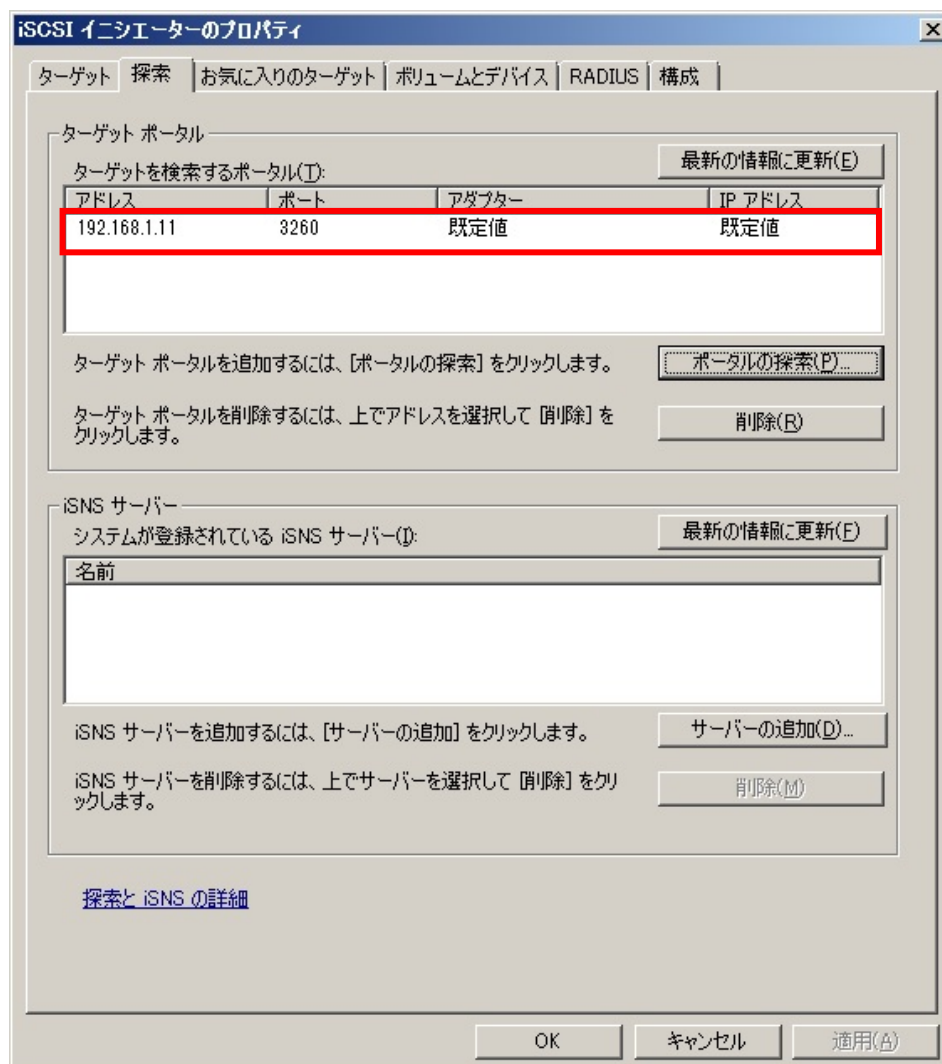 iSCSI イニシエーターのプロパティ
ターゲット 探索 お気に入りのターゲット ボリュームとデバイス RADIUS 構成
ターゲット ポータル
ターゲットを検索するポータル(T):
最新の情報に更新(E)
アドレス ポート アダプター IP アドレス
192.168.1.11 3260 既定値 既定値
ターゲット ポータルを追加するには、[ポータルの探索] をクリックします。
ポータルの探索(P)...
ターゲット ポータルを削除するには、上でアドレスを選択して [削除] を
クリックします。
削除(R)
iSNS サーバー
システムが登録されている iSNS サーバー(I):
最新の情報に更新(F)
名前
iSNS サーバーを追加するには、[サーバーの追加] をクリックします。
サーバーの追加(D)...
iSNS サーバーを削除するには、上でサーバーを選択して [削除] をクリ
ックします。
削除(M)
探索と iSNS の詳細
OK キャンセル 適用(A)